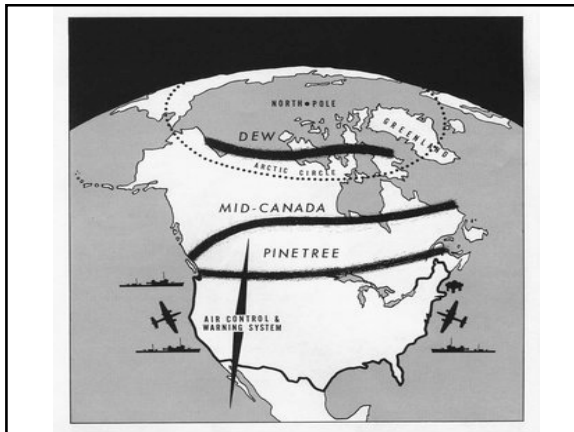 NORTH POLE
GREENLAND
DEW
ARCTIC CIRCLE
MID-CANADA
PINETREE
AIR CONTROL &
WARNING SYSTEM